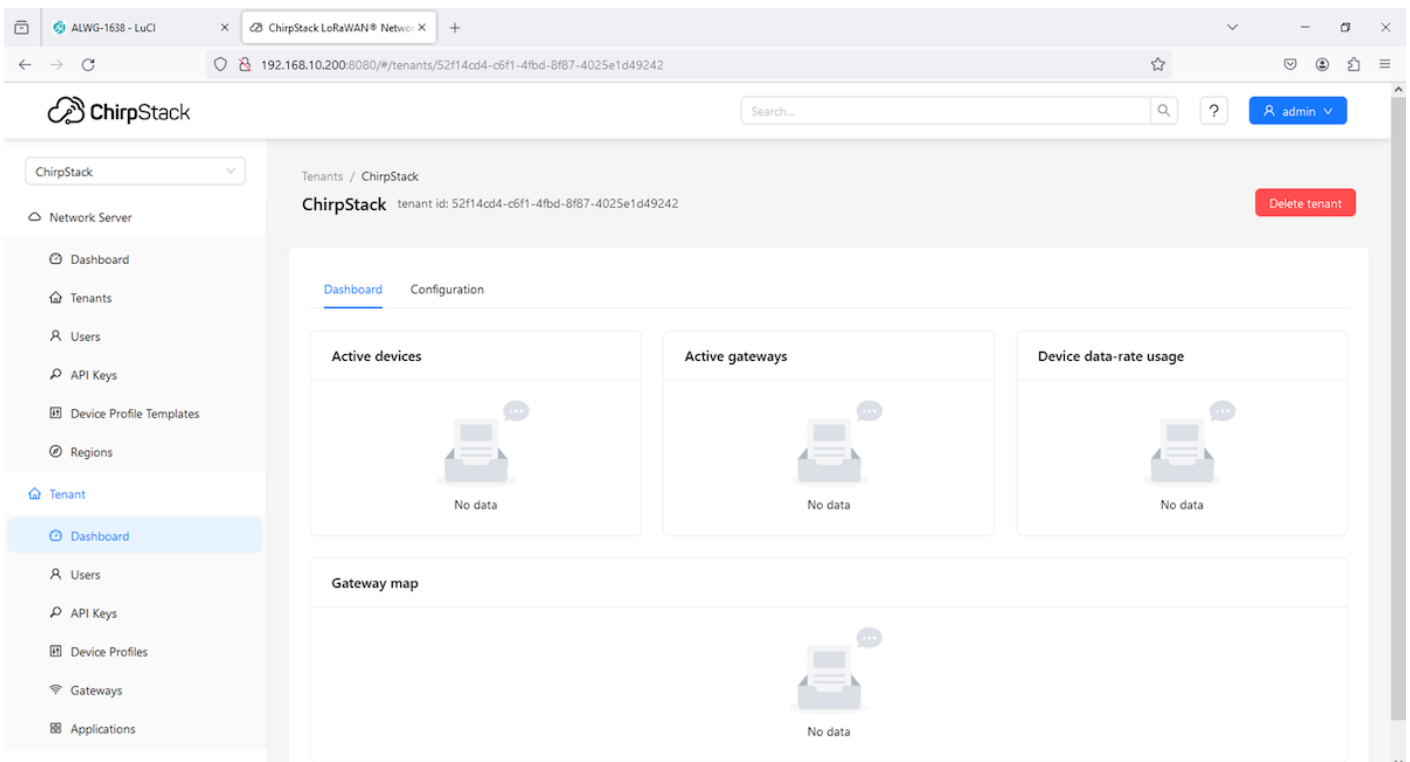 ALWG-1638 - LuCI
ChirpStack LoRaWAN® Networ
192.168.10.200:8080/#/tenants/52f14cd4-c6f1-4fbd-8f87-4025e1d49242
ChirpStack
Search...
?
admin
ChirpStack
Network Server
Dashboard
Tenants
Users
API Keys
Device Profile Templates
Regions
Tenant
Dashboard
Users
API Keys
Device Profiles
Gateways
Applications
Tenants / ChirpStack
ChirpStack tenant id: 52f14cd4-c6f1-4fbd-8f87-4025e1d49242
Delete tenant
Dashboard Configuration
Active devices
No data
Active gateways
No data
Device data-rate usage
No data
Gateway map
No data